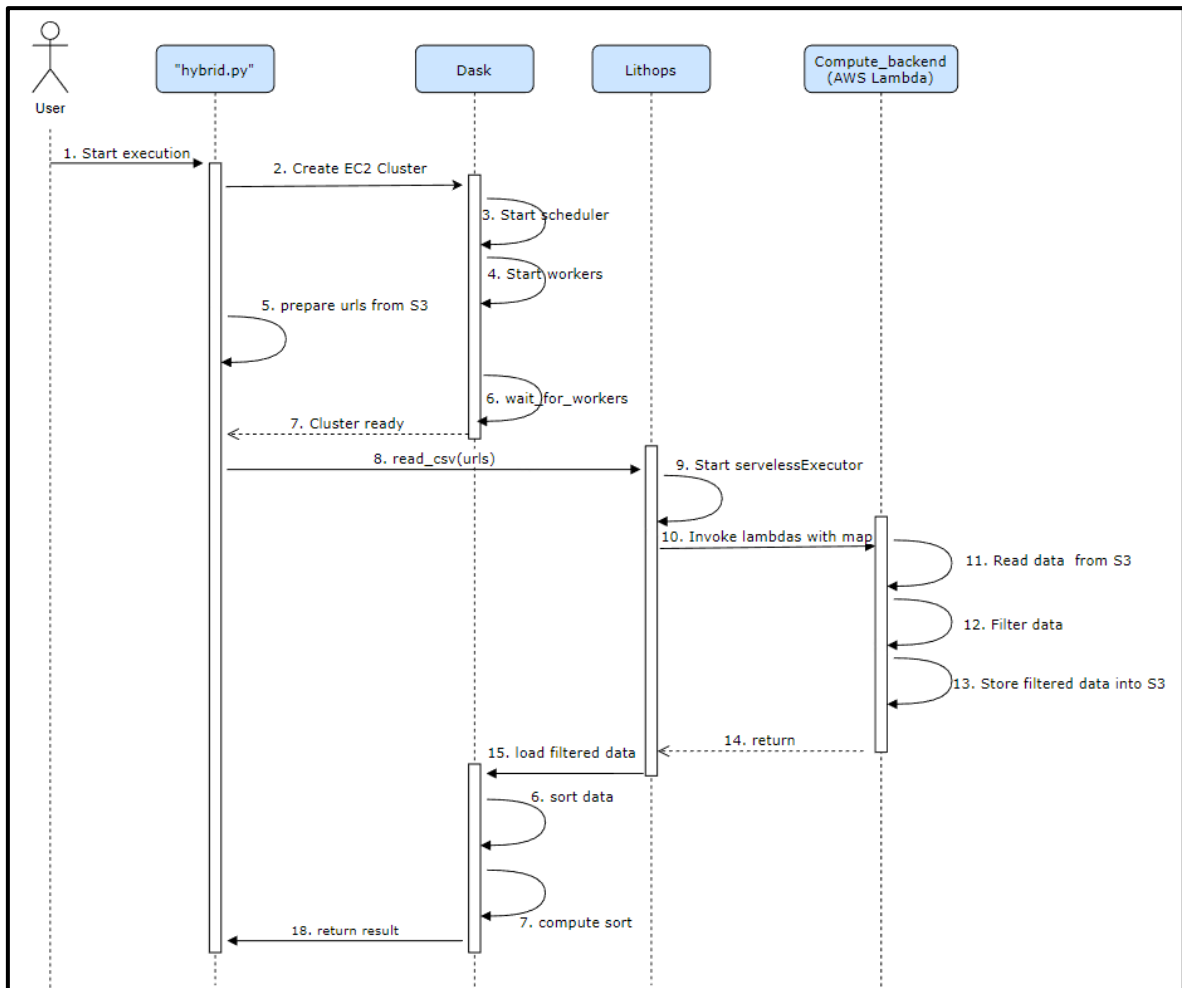 User
"hybrid.py"
Dask
Lithops
Compute_backend
(AWS Lambda)
1. Start execution
2. Create EC2 Cluster
3. Start scheduler
4. Start workers
5. prepare urls from S3
6. wait_for_workers
7. Cluster ready
8. read_csv(urls)
9. Start servelessExecutor
10. Invoke lambdas with map
11. Read data from S3
12. Filter data
13. Store filtered data into S3
14. return
15. load filtered data
6. sort data
7. compute sort
18. return result